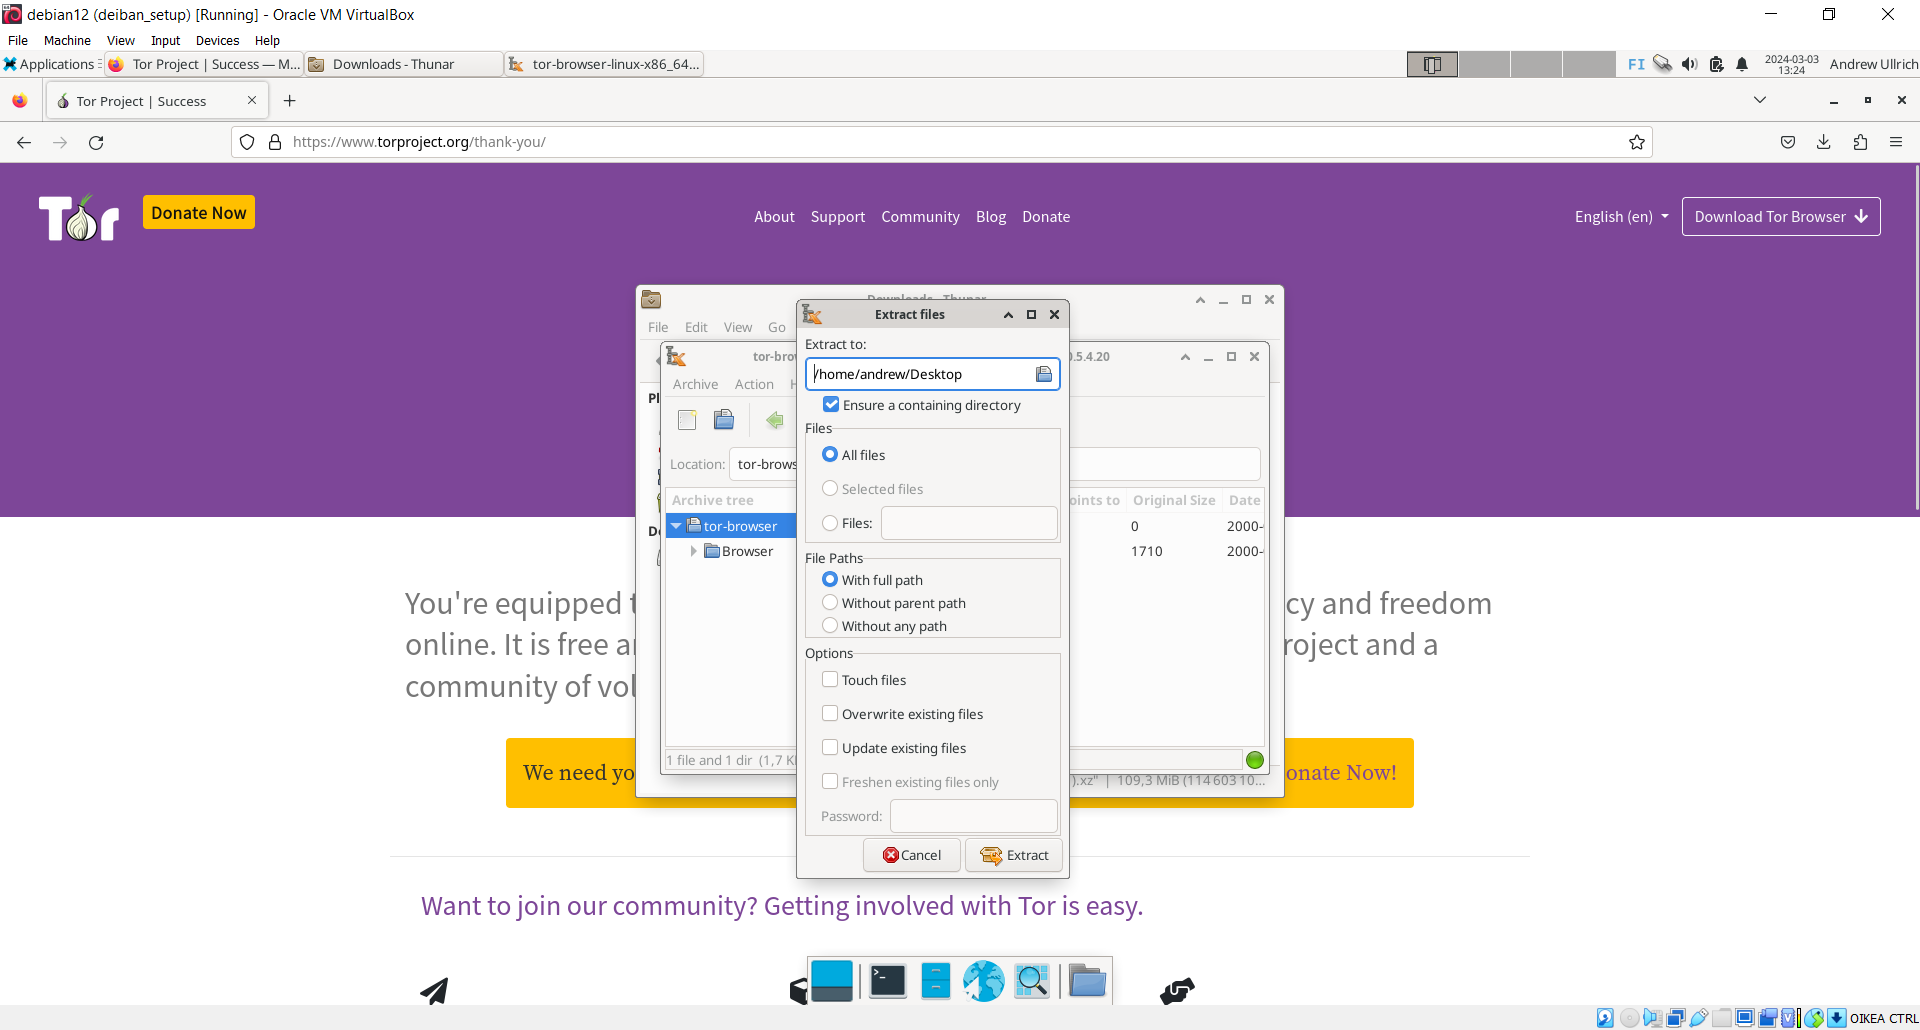 debian12 (deiban_setup) [Running] - Oracle VM VirtualBox
File Machine View Input Devices Help
Applications Tor Project | Success — M... Downloads - Thunar tor-browser-linux-x86_64... FI 2024-03-03 Andrew Ullrich
13:24
Tor Project | Success
https://www.torproject.org/thank-you/
Tor Donate Now About Support Community Blog Donate English (en) Download Tor Browser
File Edit View Go
Extract files
Extract to:
tor-brow 0.5.4.20
/home/andrew/Desktop
Archive Action H
Ensure a containing directory
Files
All files
Location: tor-brows
Selected files
Archive tree oints to Original Size Date
Files:
tor-browser 0 2000-
Browser 1710 2000-
File Paths
With full path
Without parent path
Without any path
You're equipped cy and freedom
online. It is free a roject and a
community of vol
Options
Touch files
Overwrite existing files
Update existing files
1 file and 1 dir (1,7 K
Freshen existing files only
).xz" | 109,3 MiB (114 603 10...
We need yo onate Now!
Password:
Cancel Extract
Want to join our community? Getting involved with Tor is easy.
OIKEA CTRL